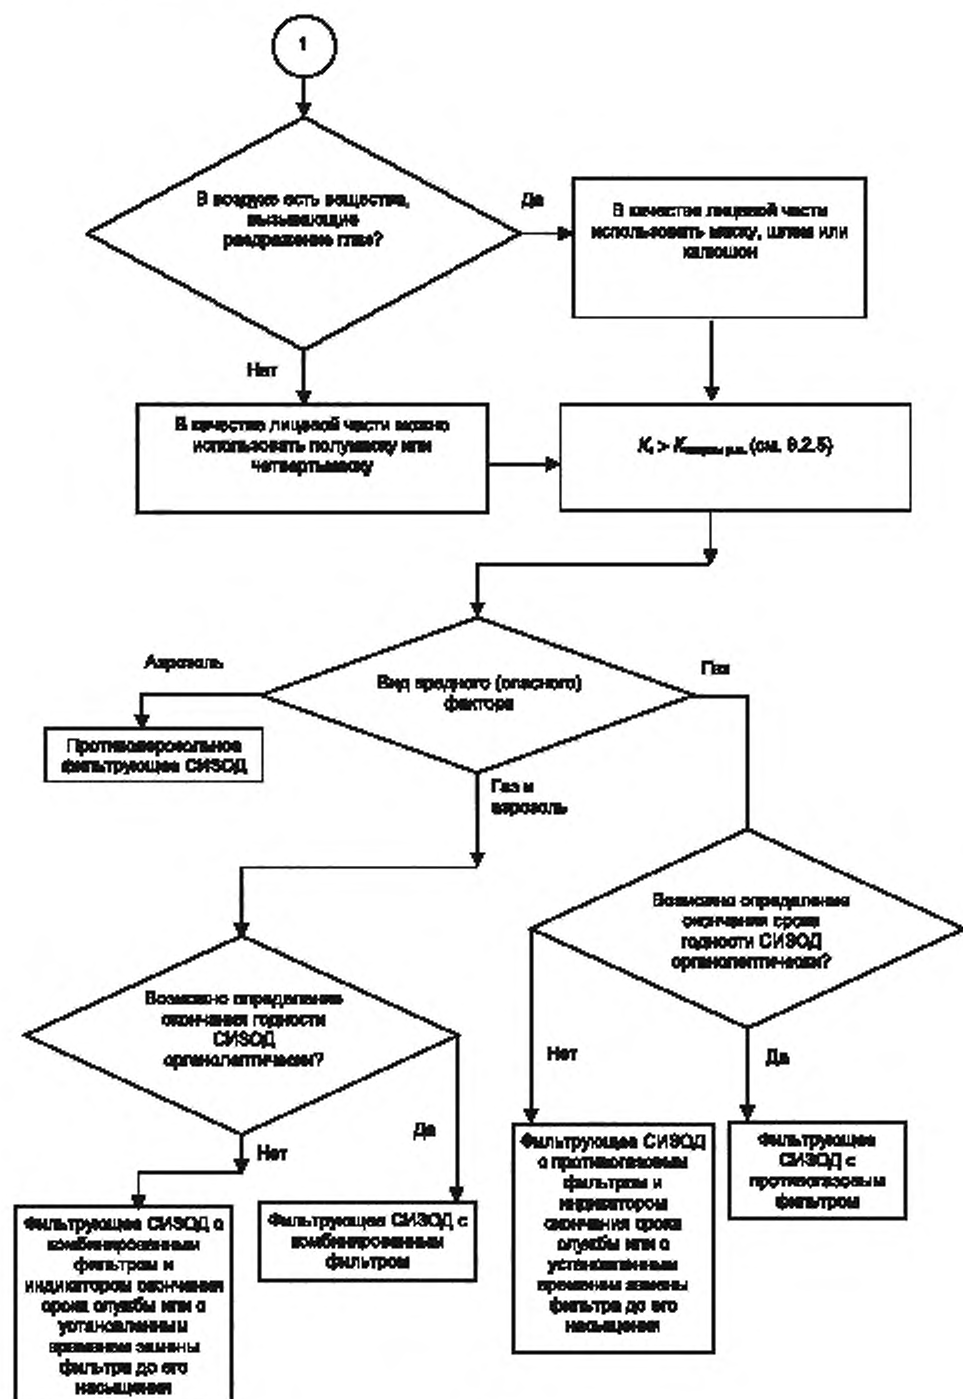 1
В воздухе есть вещества,
вызывающие
раздражение глаз?
Да
В качестве лицевой части
использовать маску, шлем или
капюшон
Нет
В качестве лицевой части можно
использовать полумаску или
четвертьмаску
(см. 9.2.5)
Аэрозоль
Вид вредного (опасного)
фактора
Газ
Противоаэрозольное
фильтрующее СИЗОД
Газ и
аэрозоль
Возможно определение
окончания срока
годности СИЗОД
органолептически?
Возможно определение
окончания годности
СИЗОД
органолептически?
Нет
Да
Да
Нет
Фильтрующее СИЗОД
с противогазовым
фильтром и
индикатором
окончания срока
службы или с
установленным
временем замены
фильтра до его
насыщения
Фильтрующее
СИЗОД с
противогазовым
фильтром
Фильтрующее СИЗОД с
комбинированным
фильтром и
индикатором окончания
срока службы или с
установленным
временем замены
фильтра до его
насыщения
Фильтрующее СИЗОД с
комбинированным
фильтром